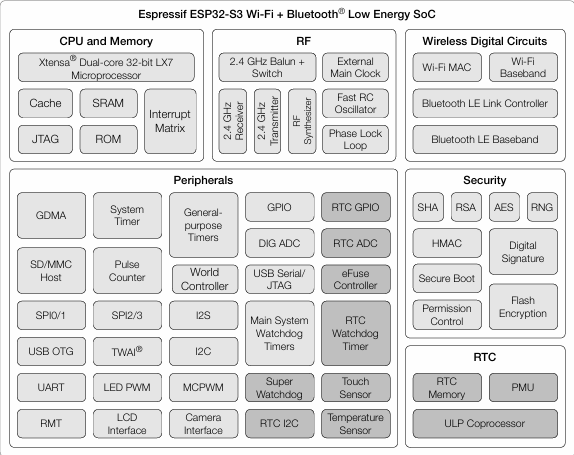 Espressif ESP32-S3 Wi-Fi + Bluetooth® Low Energy SoC
CPU and Memory
Xtensa® Dual-core 32-bit LX7
Microprocessor
Cache
SRAM
Interrupt
Matrix
JTAG
ROM
RF
2.4 GHz Balun +
Switch
External
Main Clock
2.4 GHz
Receiver
2.4 GHz
Transmitter
RF
Synthesizer
Fast RC
Oscillator
Phase Lock
Loop
Wireless Digital Circuits
Wi-Fi MAC
Wi-Fi
Baseband
Bluetooth LE Link Controller
Bluetooth LE Baseband
Peripherals
GDMA
System
Timer
General-
purpose
Timers
GPIO
RTC GPIO
DIG ADC
RTC ADC
SD/MMC
Host
Pulse
Counter
World
Controller
USB Serial/
JTAG
eFuse
Controller
SPI0/1
SPI2/3
I2S
Main System
Watchdog
Timers
RTC
Watchdog
Timer
USB OTG
TWAI®
I2C
UART
LED PWM
MCPWM
Super
Watchdog
Touch
Sensor
RMT
LCD
Interface
Camera
Interface
RTC I2C
Temperature
Sensor
Security
SHA
RSA
AES
RNG
HMAC
Digital
Signature
Secure Boot
Permission
Control
Flash
Encryption
RTC
RTC
Memory
PMU
ULP Coprocessor